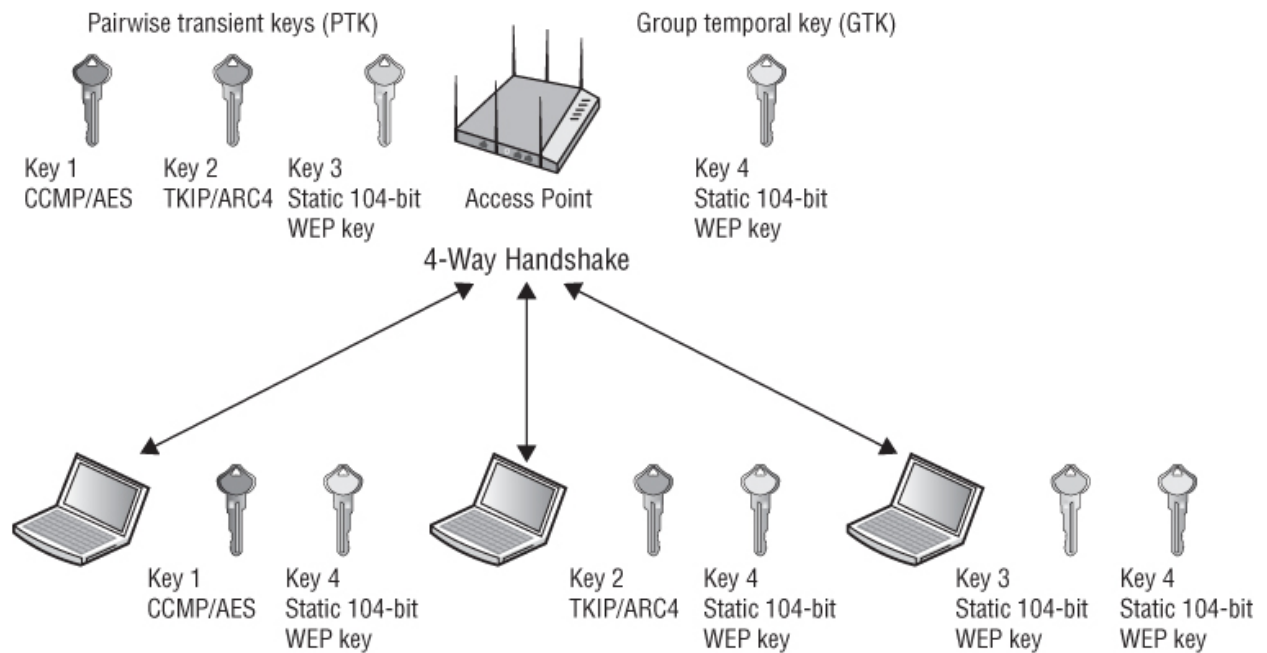 Pairwise transient keys (PTK)
Group temporal key (GTK)
Key 1
CCMP/AES
Key 2
TKIP/ARC4
Key 3
Static 104-bit
WEP key
Access Point
Key 4
Static 104-bit
WEP key
4-Way Handshake
Key 1
CCMP/AES
Key 4
Static 104-bit
WEP key
Key 2
TKIP/ARC4
Key 4
Static 104-bit
WEP key
Key 3
Static 104-bit
WEP key
Key 4
Static 104-bit
WEP key